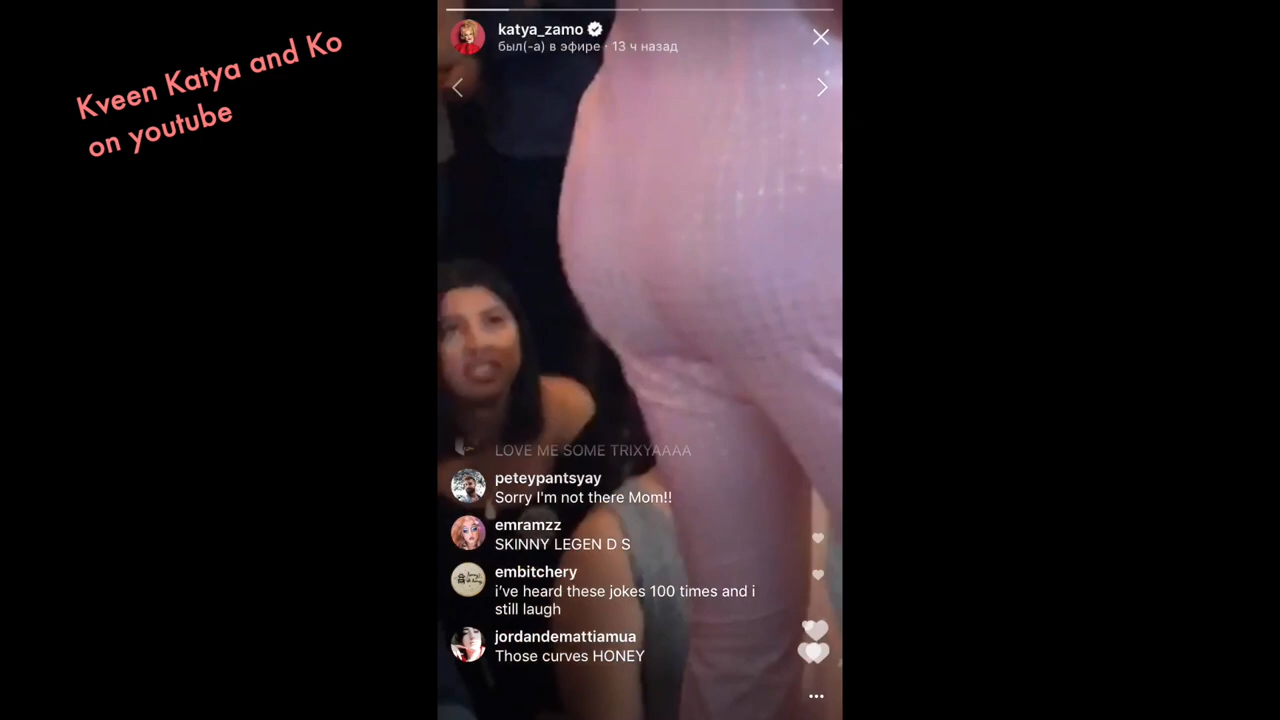 Kveen Katya and Ko
on youtube
katya_zamo
был(-а) в эфире · 13 ч назад
LOVE ME SOME TRIXYAAAA
peteypantsyay
Sorry I'm not there Mom!!
emramzz
SKINNY LEGEN D S
embitchery
i've heard these jokes 100 times and i
still laugh
jordandemattiamua
Those curves HONEY